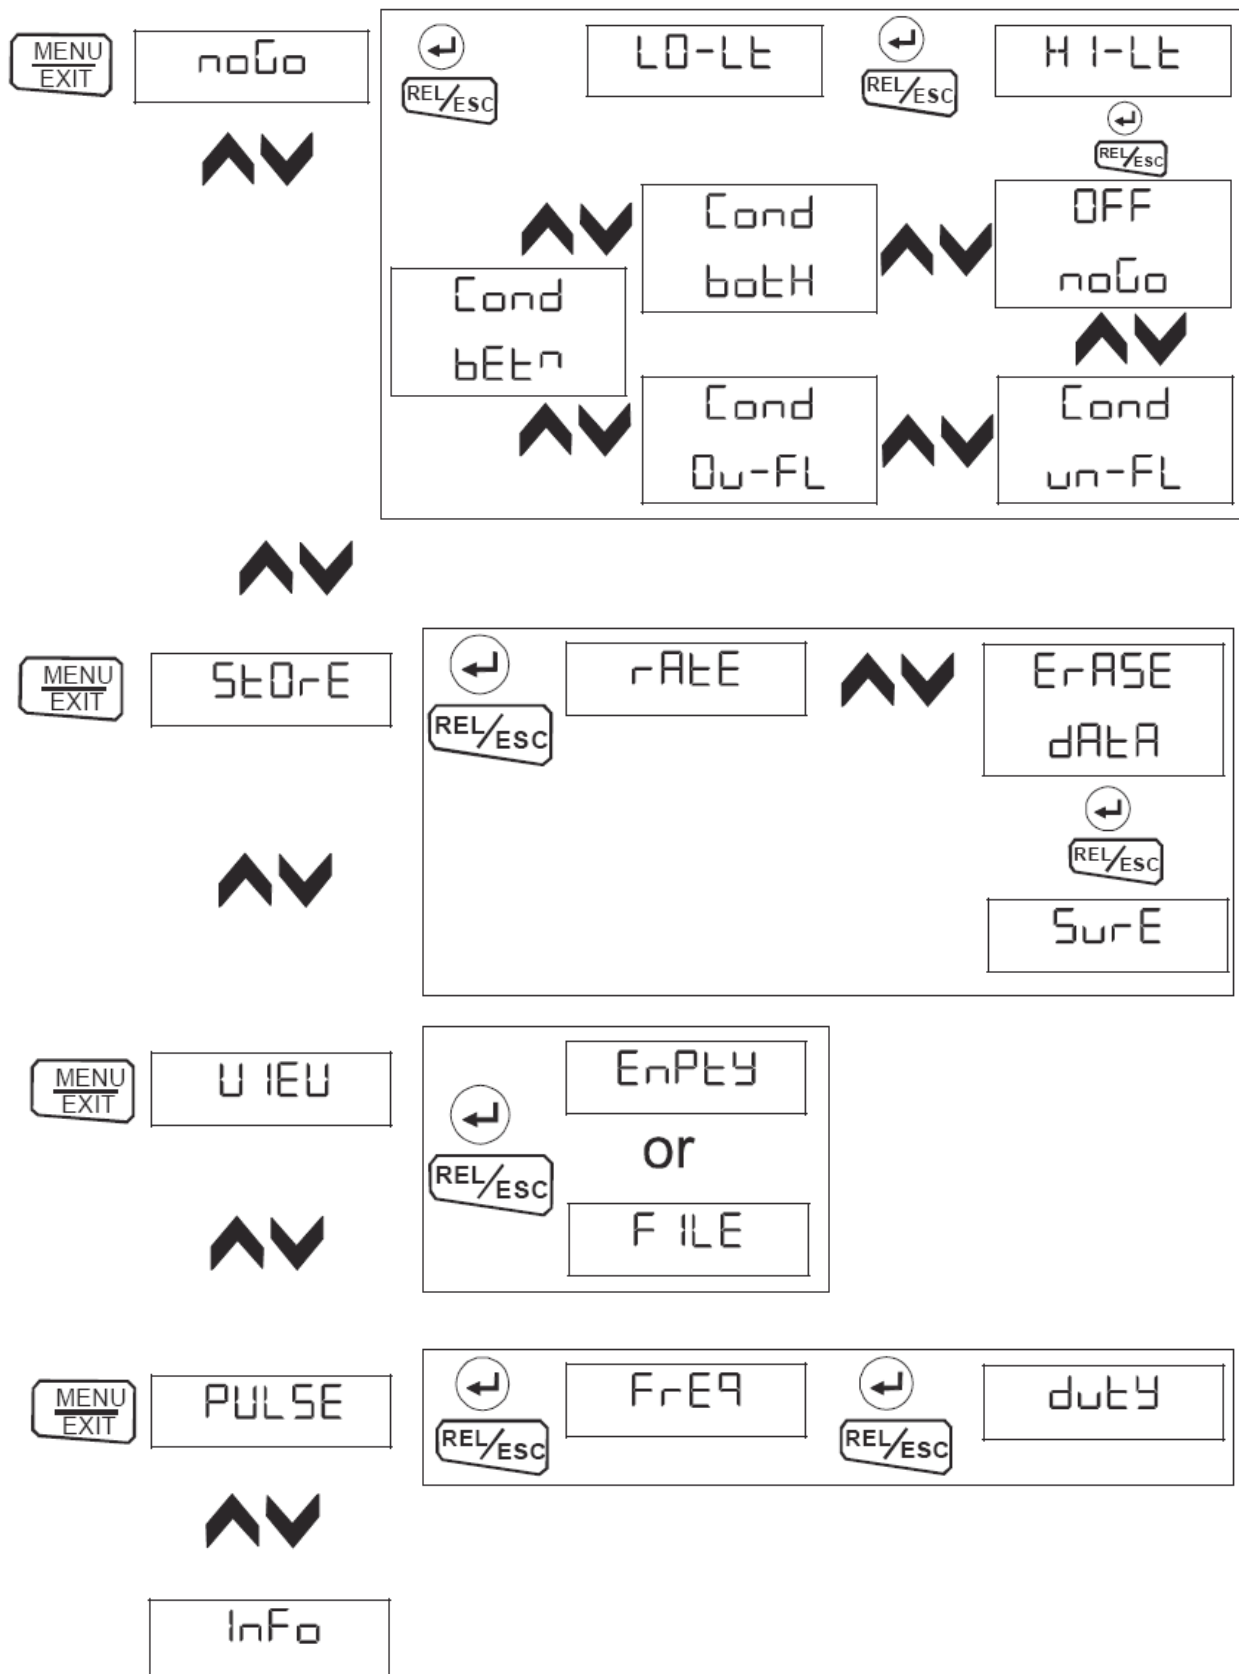 MENU
EXIT
noGo
REL/ESC
LO-Lt
REL/ESC
HI-Lt
REL/ESC
Cond
botH
OFF
noGo
Cond
bEtn
Cond
Ou-FL
Cond
un-FL
MENU
EXIT
StOrE
REL/ESC
rAtE
ErASE
dAtA
REL/ESC
SurE
MENU
EXIT
UIEU
REL/ESC
EnPtY
or
FILE
MENU
EXIT
PULSE
REL/ESC
FrEq
REL/ESC
dutY
InFo